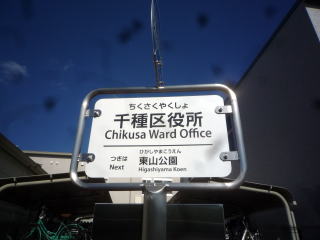 ちくさくやくしょ
千種区役所
Chikusa Ward Office
ひがしやまこうえん
つぎは 東山公園
Next Higashiyama Koen